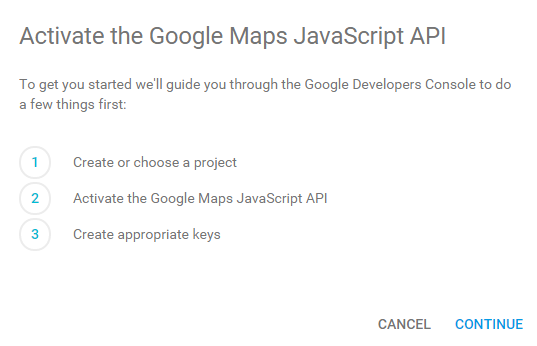 Activate the Google Maps JavaScript API
To get you started we'll guide you through the Google Developers Console to do
a few things first:
1 Create or choose a project
2 Activate the Google Maps JavaScript API
3 Create appropriate keys
CANCEL CONTINUE